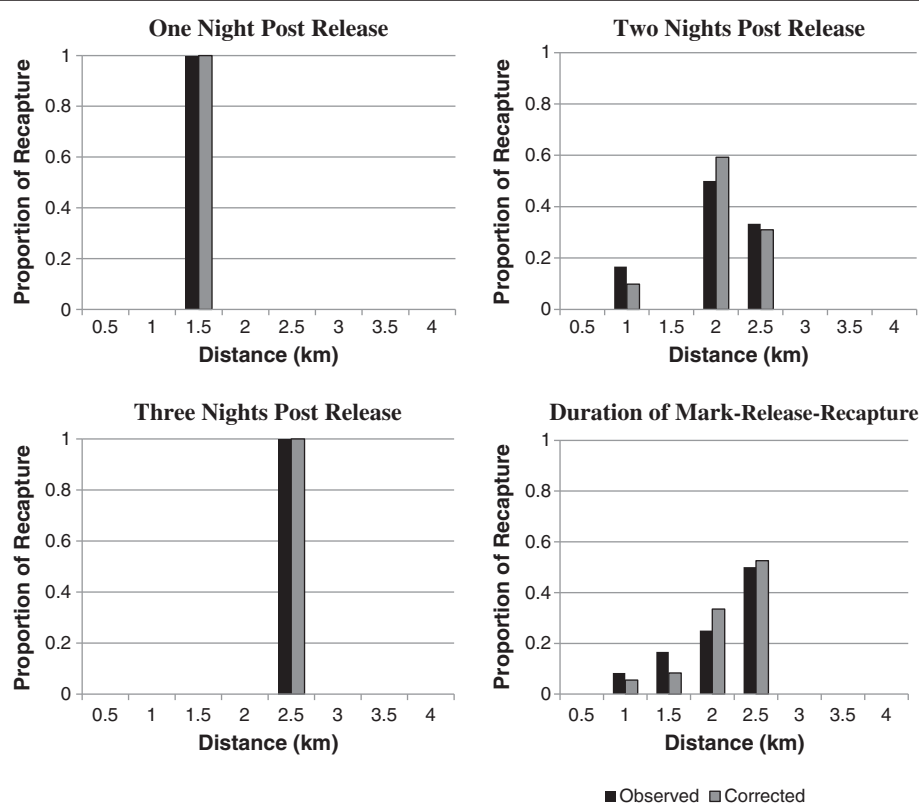 One Night Post Release
Proportion of Recapture
1
0.8
0.6
0.4
0.2
0
0.5 1 1.5 2 2.5 3 3.5 4
Distance (km)
Two Nights Post Release
Proportion of Recapture
1
0.8
0.6
0.4
0.2
0
0.5 1 1.5 2 2.5 3 3.5 4
Distance (km)
Three Nights Post Release
Proportion of Recapture
1
0.8
0.6
0.4
0.2
0
0.5 1 1.5 2 2.5 3 3.5 4
Distance (km)
Duration of Mark-Release-Recapture
Proportion of Recapture
1
0.8
0.6
0.4
0.2
0
0.5 1 1.5 2 2.5 3 3.5 4
Distance (km)
Observed Corrected